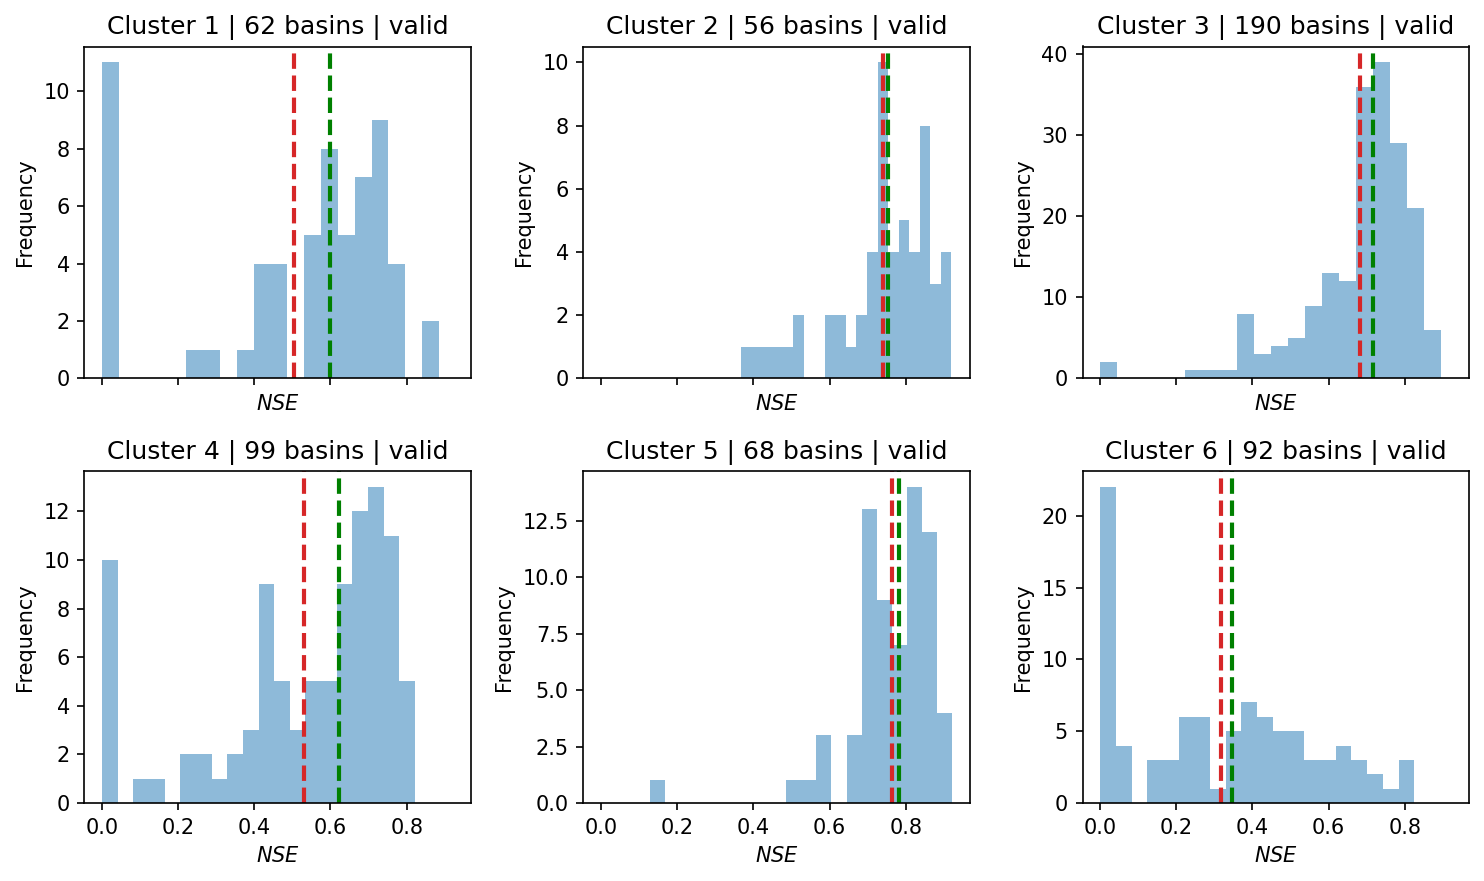 Cluster 1 | 62 basins | valid
Frequency
10
8
6
4
2
0
NSE
Cluster 2 | 56 basins | valid
Frequency
10
8
6
4
2
0
NSE
Cluster 3 | 190 basins | valid
Frequency
40
30
20
10
0
NSE
Cluster 4 | 99 basins | valid
Frequency
12
10
8
6
4
2
0
0.0 0.2 0.4 0.6 0.8
NSE
Cluster 5 | 68 basins | valid
Frequency
12.5
10.0
7.5
5.0
2.5
0.0
0.0 0.2 0.4 0.6 0.8
NSE
Cluster 6 | 92 basins | valid
Frequency
20
15
10
5
0
0.0 0.2 0.4 0.6 0.8
NSE